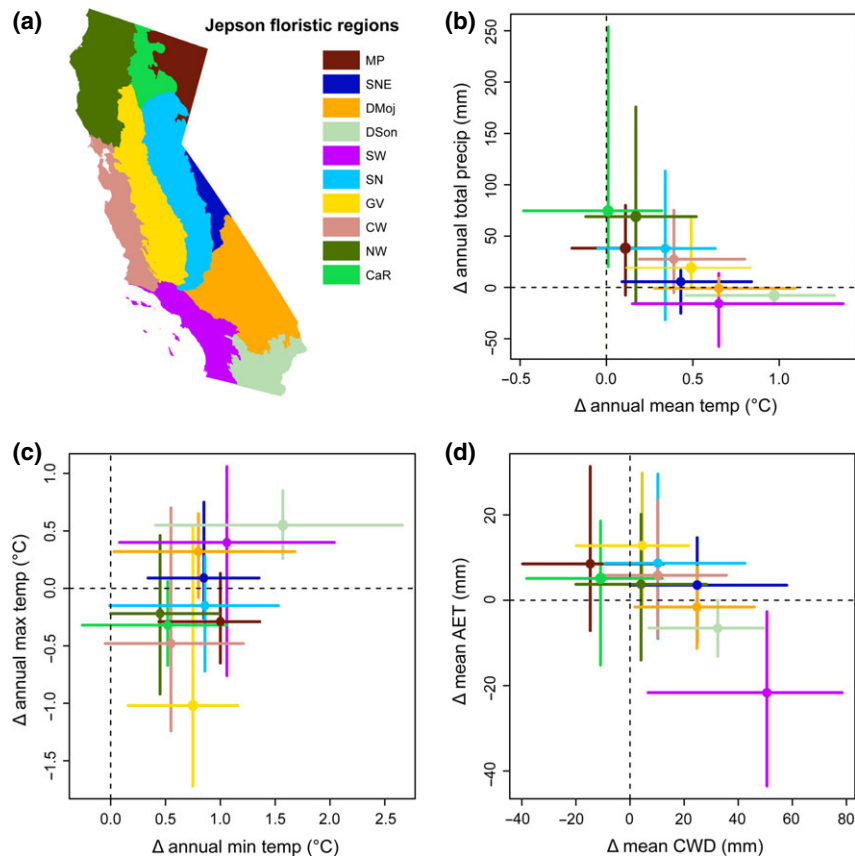 (a)
Jepson floristic regions
MP
SNE
DMoj
DSon
SW
SN
GV
CW
NW
CaR
(b)
Δ annual total precip (mm)
250
200
150
100
50
0
−50
−0.5 0.0 0.5 1.0
Δ annual mean temp (°C)
(c)
Δ annual max temp (°C)
1.0
0.5
0.0
−0.5
−1.0
−1.5
0.0 0.5 1.0 1.5 2.0 2.5
Δ annual min temp (°C)
(d)
Δ mean AET (mm)
20
0
−20
−40
−40 −20 0 20 40 60 80
Δ mean CWD (mm)